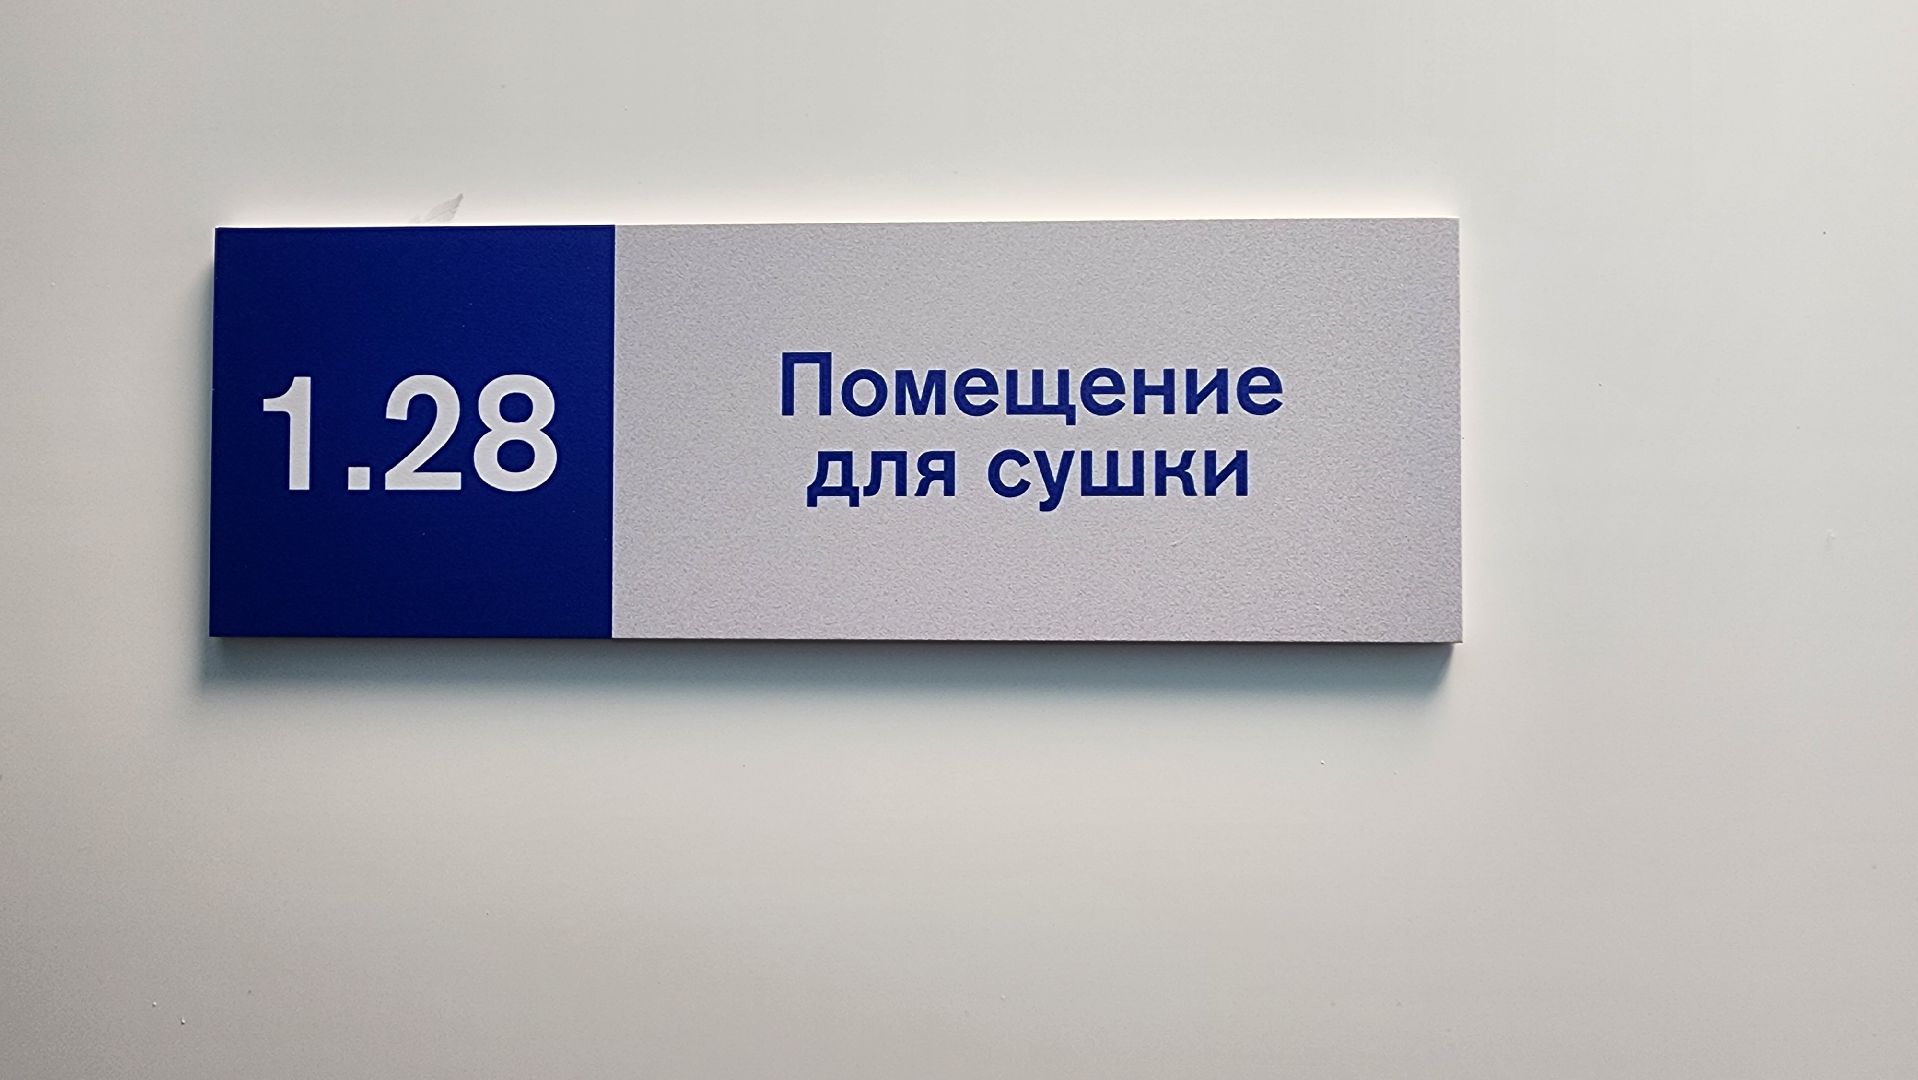 1.28
Помещение
для сушки